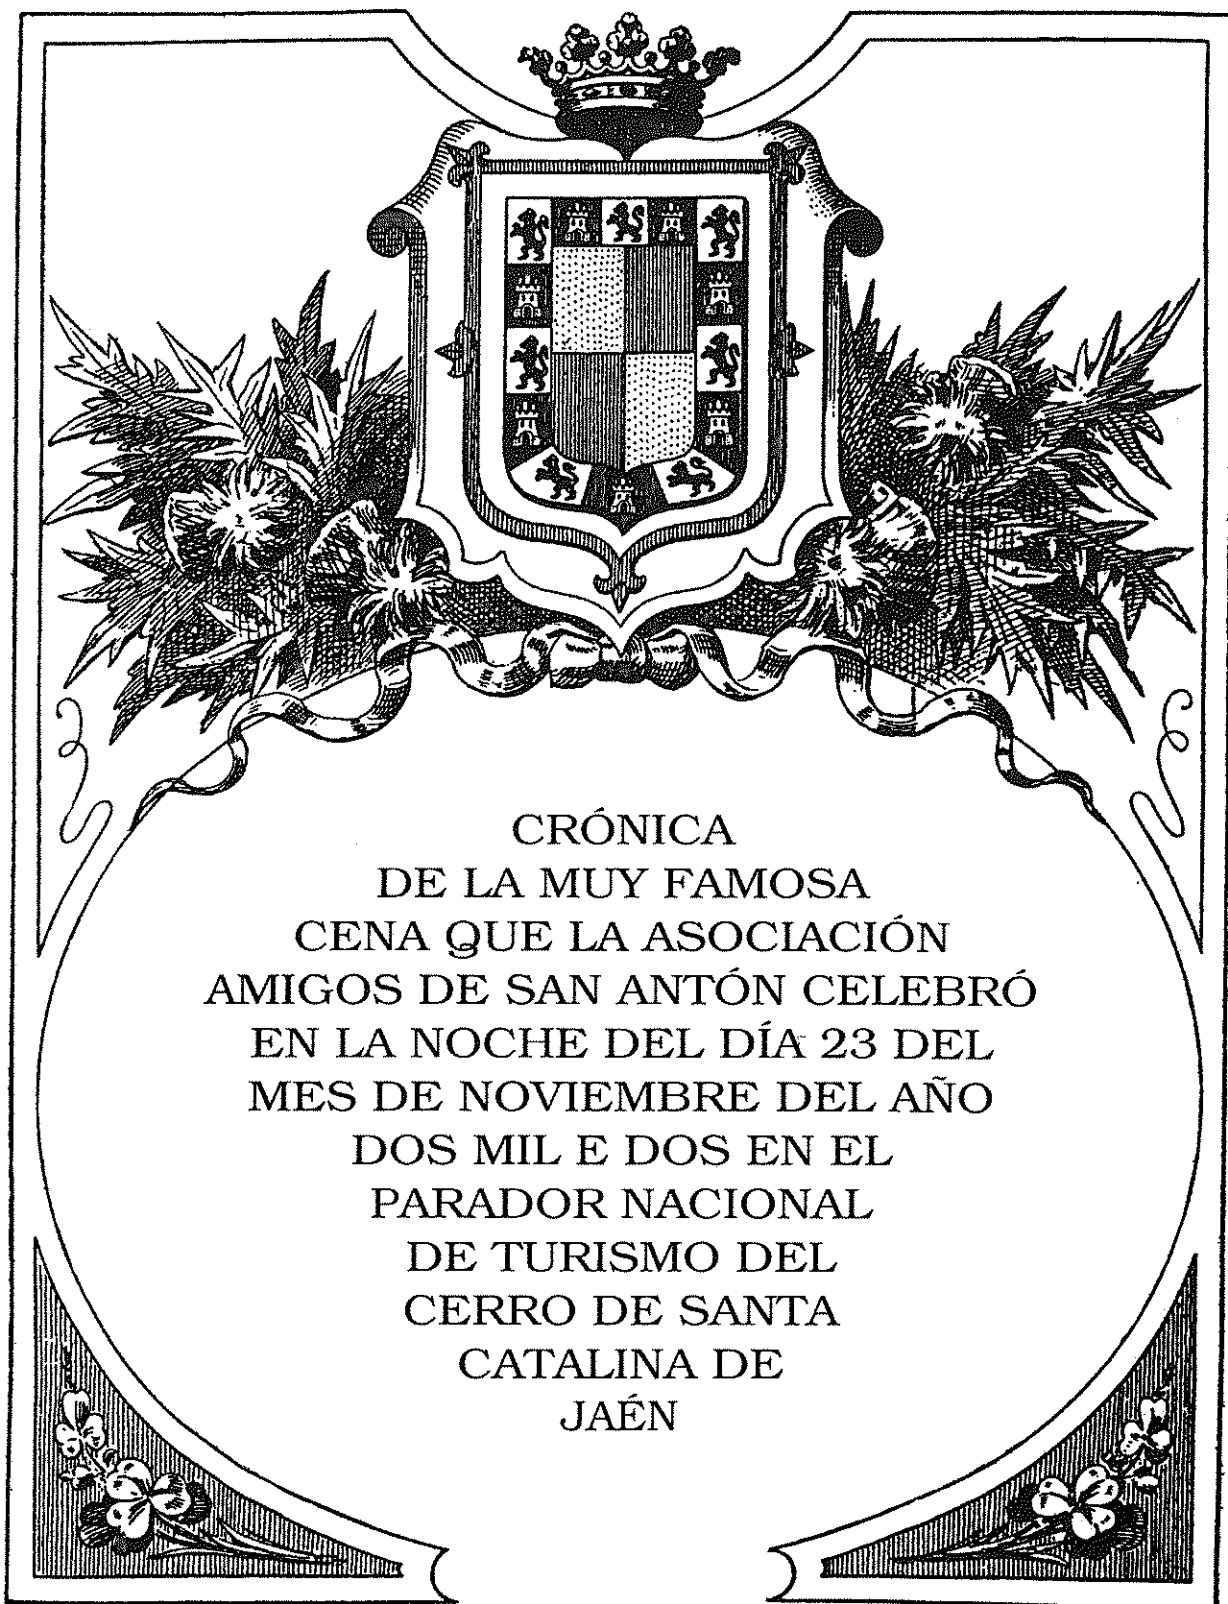 CRÓNICA
DE LA MUY FAMOSA
CENA QUE LA ASOCIACIÓN
AMIGOS DE SAN ANTÓN CELEBRÓ
EN LA NOCHE DEL DÍA 23 DEL
MES DE NOVIEMBRE DEL AÑO
DOS MIL E DOS EN EL
PARADOR NACIONAL
DE TURISMO DEL
CERRO DE SANTA
CATALINA DE
JAÉN